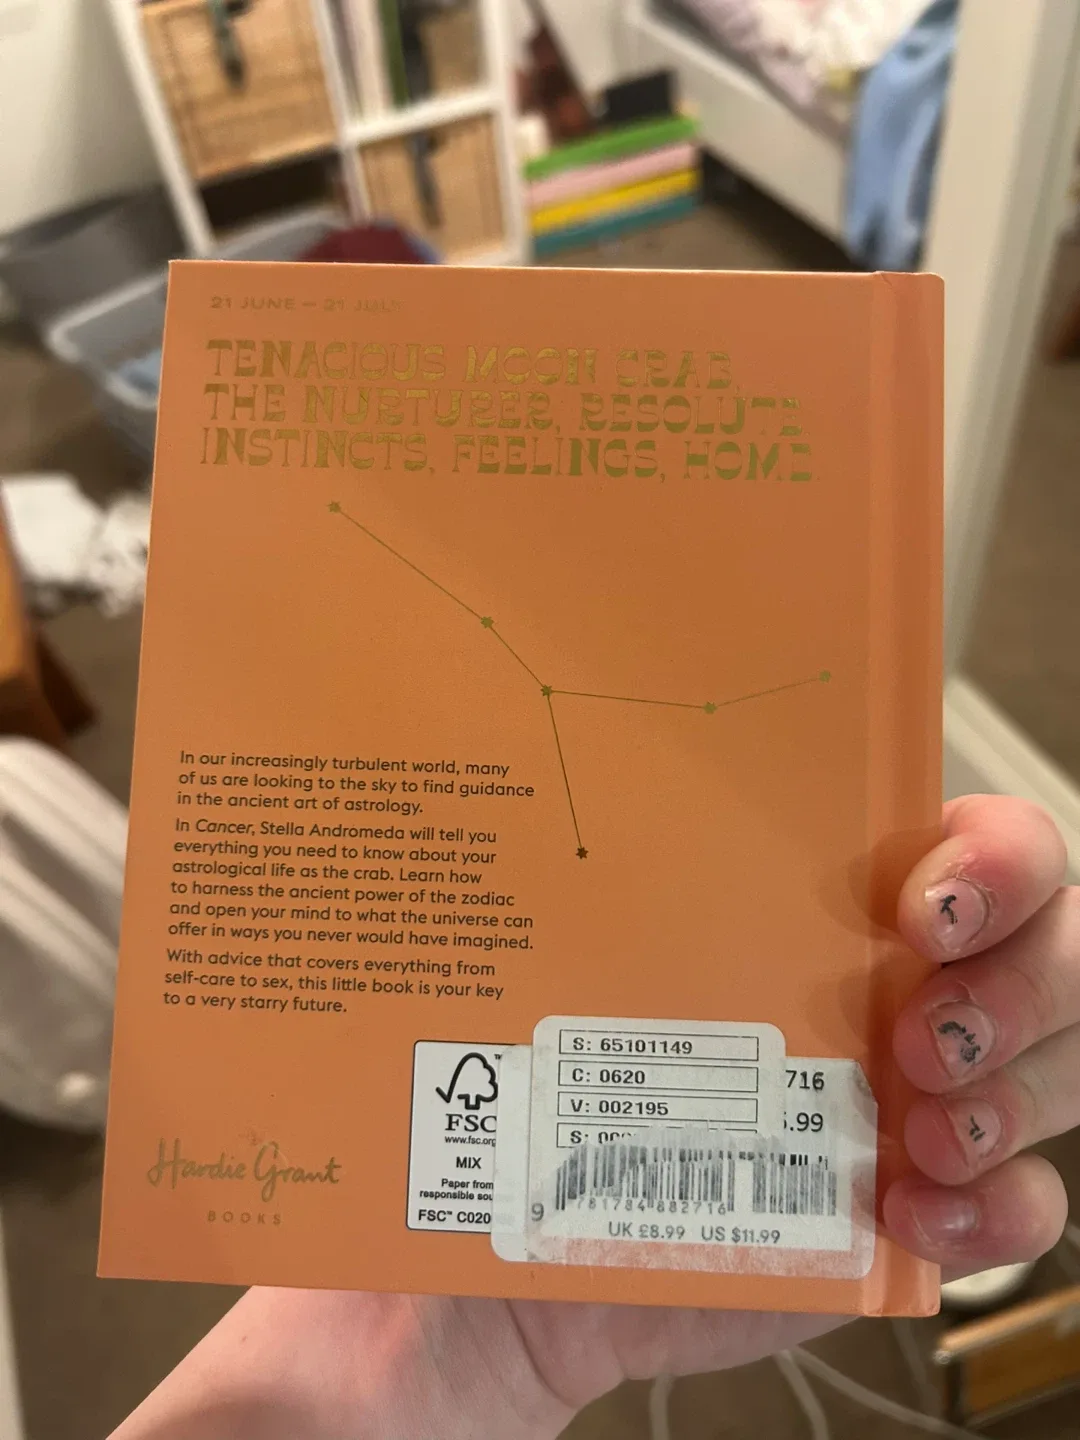 21 JUNE – 21 JULY
TENACIOUS MOON CRAB,
THE NURTURER, RESOLUTE,
INSTINCTS, FEELINGS, HOME.
In our increasingly turbulent world, many
of us are looking to the sky to find guidance
in the ancient art of astrology.
In Cancer, Stella Andromeda will tell you
everything you need to know about your
astrological life as the crab. Learn how
to harness the ancient power of the zodiac
and open your mind to what the universe can
offer in ways you never would have imagined.
With advice that covers everything from
self-care to sex, this little book is your key
to a very starry future.
Hardie Grant
BOOKS
FSC
www.fsc.org
MIX
Paper from
responsible
FSC™ C020
S: 65101149
C: 0620
V: 002195
S:
716
.99
9 781784 882716
UK £8.99 US $11.99